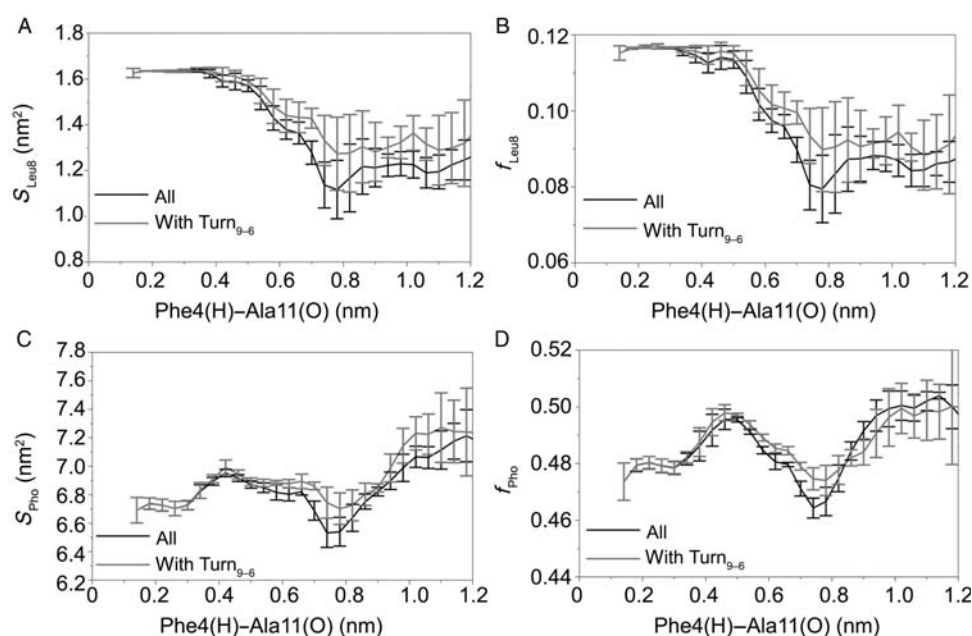 A
S Leu8 (nm²)
1.6
1.4
1.2
1.0
0.8
All
With Turn9–6
0 0.2 0.4 0.6 0.8 1.0 1.2
Phe4(H)–Ala11(O) (nm)
B
f Leu8
0.12
0.10
0.08
0.06
All
With Turn9–6
0 0.2 0.4 0.6 0.8 1.0 1.2
Phe4(H)–Ala11(O) (nm)
C
S Pho (nm²)
7.8
7.6
7.4
7.2
7.0
6.8
6.6
6.4
6.2
All
With Turn9–6
0 0.2 0.4 0.6 0.8 1.0 1.2
Phe4(H)–Ala11(O) (nm)
D
f Pho
0.52
0.50
0.48
0.46
0.44
All
With Turn9–6
0 0.2 0.4 0.6 0.8 1.0 1.2
Phe4(H)–Ala11(O) (nm)